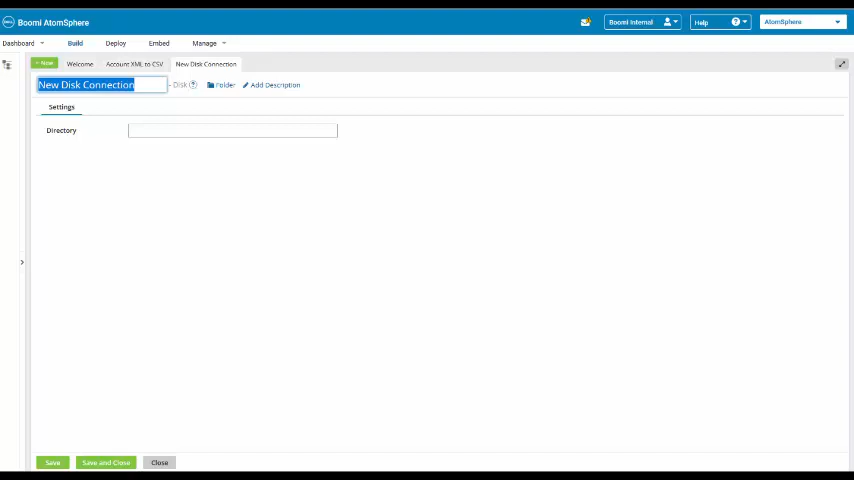 DELL Boomi AtomSphere
Boomi Internal
Help
AtomSphere
Dashboard Build Deploy Embed Manage
+ New Welcome Account XML to CSV New Disk Connection
New Disk Connection - Disk ? Folder Add Description
Settings
Directory
Save Save and Close Close